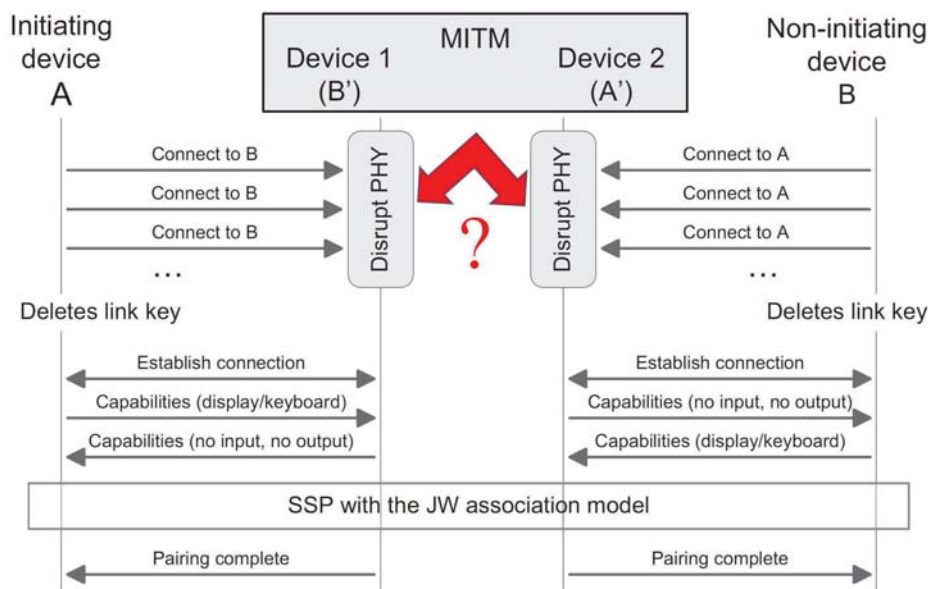 Initiating
device
A
MITM
Device 1
(B')
Device 2
(A')
Non-initiating
device
B
Connect to B
Connect to B
Connect to B
...
Disrupt PHY
?
Disrupt PHY
Connect to A
Connect to A
Connect to A
...
Deletes link key
Deletes link key
Establish connection
Establish connection
Capabilities (display/keyboard)
Capabilities (no input, no output)
Capabilities (no input, no output)
Capabilities (display/keyboard)
SSP with the JW association model
Pairing complete
Pairing complete